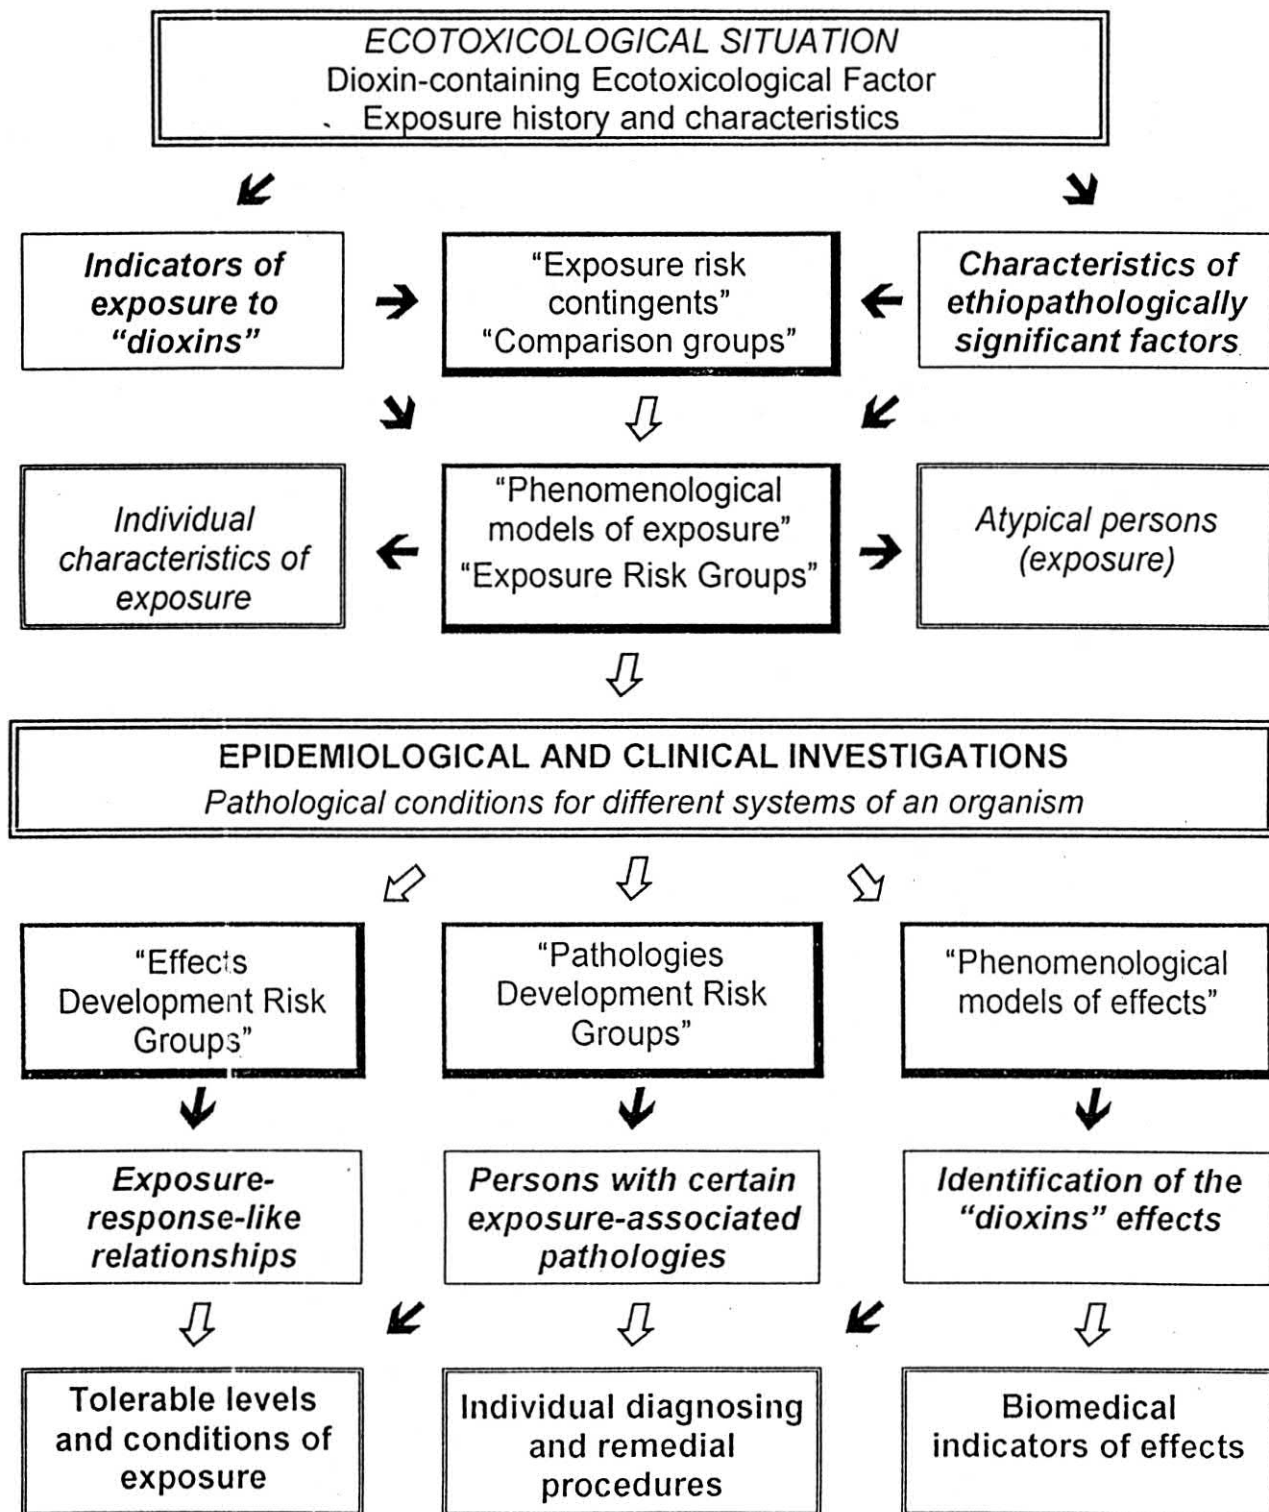 ECOTOXICOLOGICAL SITUATION
Dioxin-containing Ecotoxicological Factor
Exposure history and characteristics
Indicators of
exposure to
“dioxins”
“Exposure risk
contingents”
“Comparison groups”
Characteristics of
ethiopathologically
significant factors
Individual
characteristics of
exposure
“Phenomenological
models of exposure”
“Exposure Risk Groups”
Atypical persons
(exposure)
EPIDEMIOLOGICAL AND CLINICAL INVESTIGATIONS
Pathological conditions for different systems of an organism
“Effects
Development Risk
Groups”
“Pathologies
Development Risk
Groups”
“Phenomenological
models of effects”
Exposure-
response-like
relationships
Persons with certain
exposure-associated
pathologies
Identification of the
“dioxins” effects
Tolerable levels
and conditions of
exposure
Individual diagnosing
and remedial
procedures
Biomedical
indicators of effects